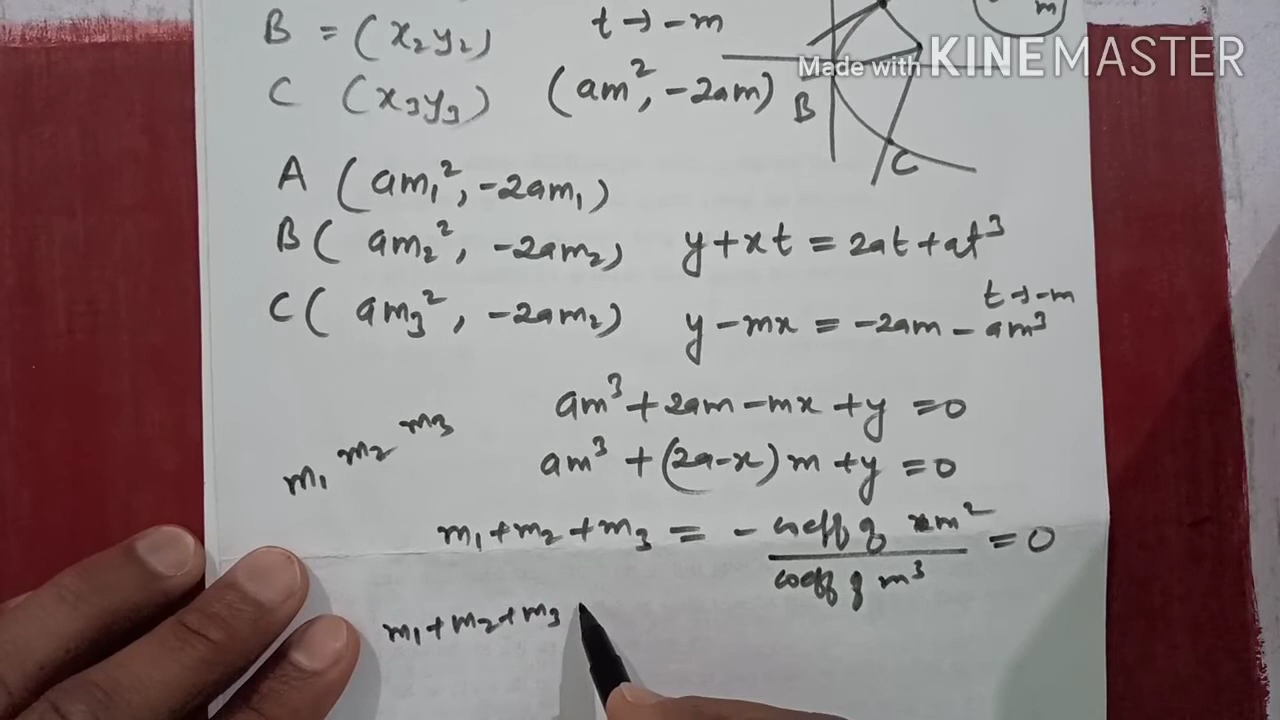 B = (x₂y₂) t → -m
m
Made with KINEMASTER
C (x₃y₃) (am², -2am)
B
C
A (am₁², -2am₁)
B( am₂², -2am₂) y + xt = 2at + at³
t → -m
C( am₃², -2am₂) y - mx = -2am - am³
am³ + 2am - mx + y = 0
m₁ m₂ m₃
am³ + (2a-x) m + y = 0
m₁ + m₂ + m₃ = - coeff of m² / coeff of m³ = 0
m₁ + m₂ + m₃